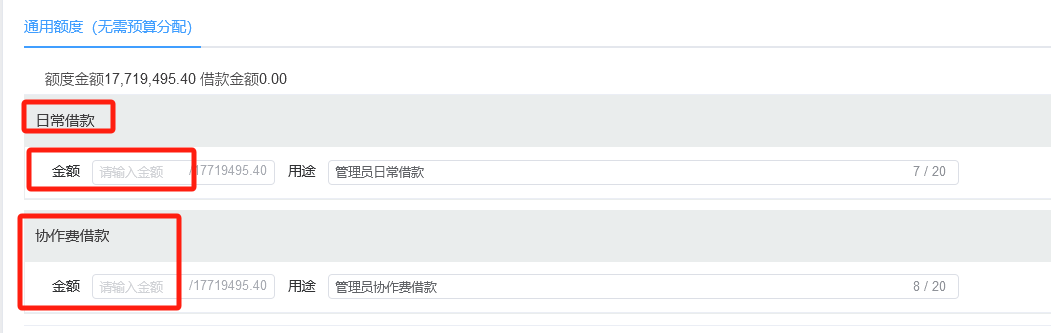 通用额度（无需预算分配）
额度金额17,719,495.40 借款金额0.00
日常借款
金额 请输入金额 /17719495.40 用途 管理员日常借款 7 / 20
协作费借款
金额 请输入金额 /17719495.40 用途 管理员协作费借款 8 / 20